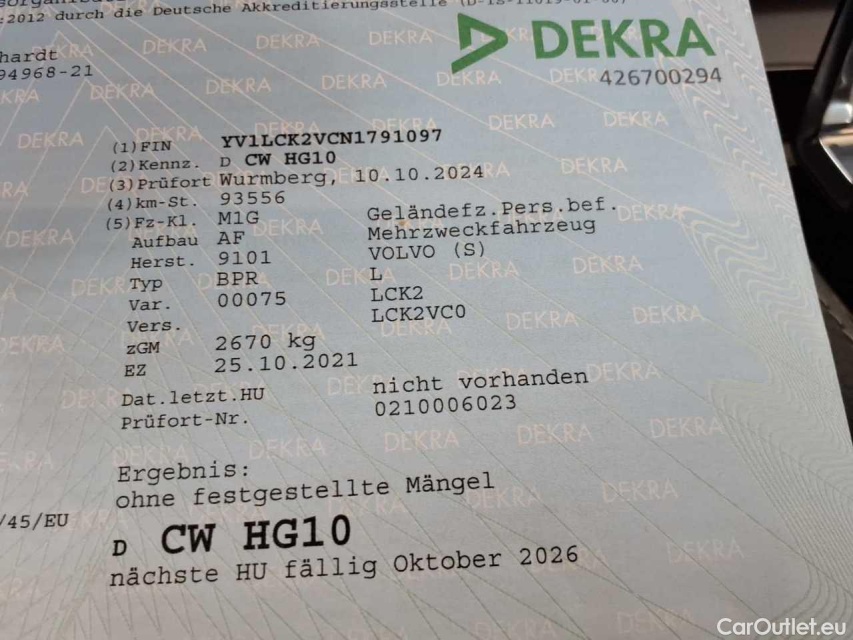 :2012 durch die Deutsche Akkreditierungsstelle
DEKRA
426700294
hardt
94968-21
(1)FIN YV1LCK2VCN1791097
(2)Kennz. D CW HG10
(3)Prüfort Wurmberg, 10.10.2024
(4)km-St. 93556
(5)Fz-Kl. M1G Geländefz.Pers.bef.
Aufbau AF Mehrzweckfahrzeug
Herst. 9101 VOLVO (S)
Typ BPR L
Var. 00075 LCK2
Vers. LCK2VC0
zGM 2670 kg
EZ 25.10.2021
Dat.letzt.HU nicht vorhanden
Prüfort-Nr. 0210006023
Ergebnis:
ohne festgestellte Mängel
/45/EU
D CW HG10
nächste HU fällig Oktober 2026
CarOutlet.eu